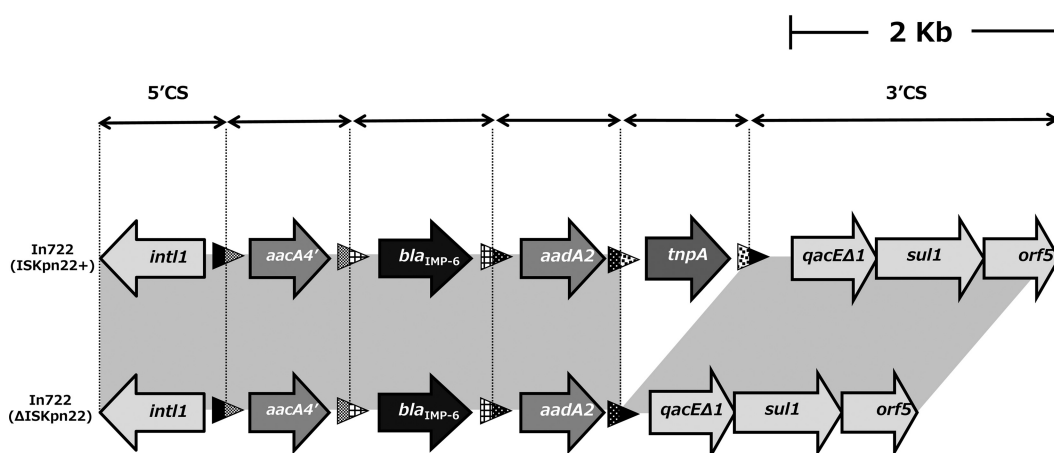 2 Kb
5'CS 3'CS
In722
(ISKpn22+)
intI1 aacA4' blaIMP-6 aadA2 tnpA qacEΔ1 sul1 orf5
In722
(ΔISKpn22)
intI1 aacA4' blaIMP-6 aadA2 qacEΔ1 sul1 orf5